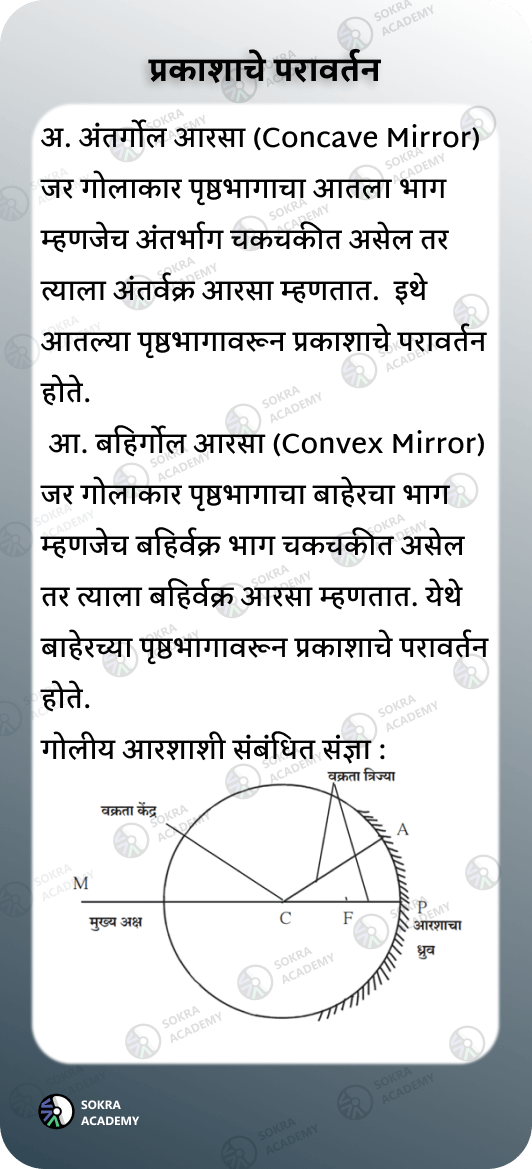 प्रकाशाचे परावर्तन
अ. अंतर्गोल आरसा (Concave Mirror)
जर गोलाकार पृष्ठभागाचा आतला भाग
म्हणजेच अंतर्भाग चकचकीत असेल तर
त्याला अंतर्वक्र आरसा म्हणतात. इथे
आतल्या पृष्ठभागावरून प्रकाशाचे परावर्तन
होते.
आ. बहिर्गोल आरसा (Convex Mirror)
जर गोलाकार पृष्ठभागाचा बाहेरचा भाग
म्हणजेच बहिर्वक्र भाग चकचकीत असेल
तर त्याला बहिर्वक्र आरसा म्हणतात. येथे
बाहेरच्या पृष्ठभागावरून प्रकाशाचे परावर्तन
होते.
गोलीय आरशाशी संबंधित संज्ञा :
वक्रता त्रिज्या
वक्रता केंद्र
A
M
C
F
P
मुख्य अक्ष
आरशाचा
ध्रुव
SOKRA
ACADEMY